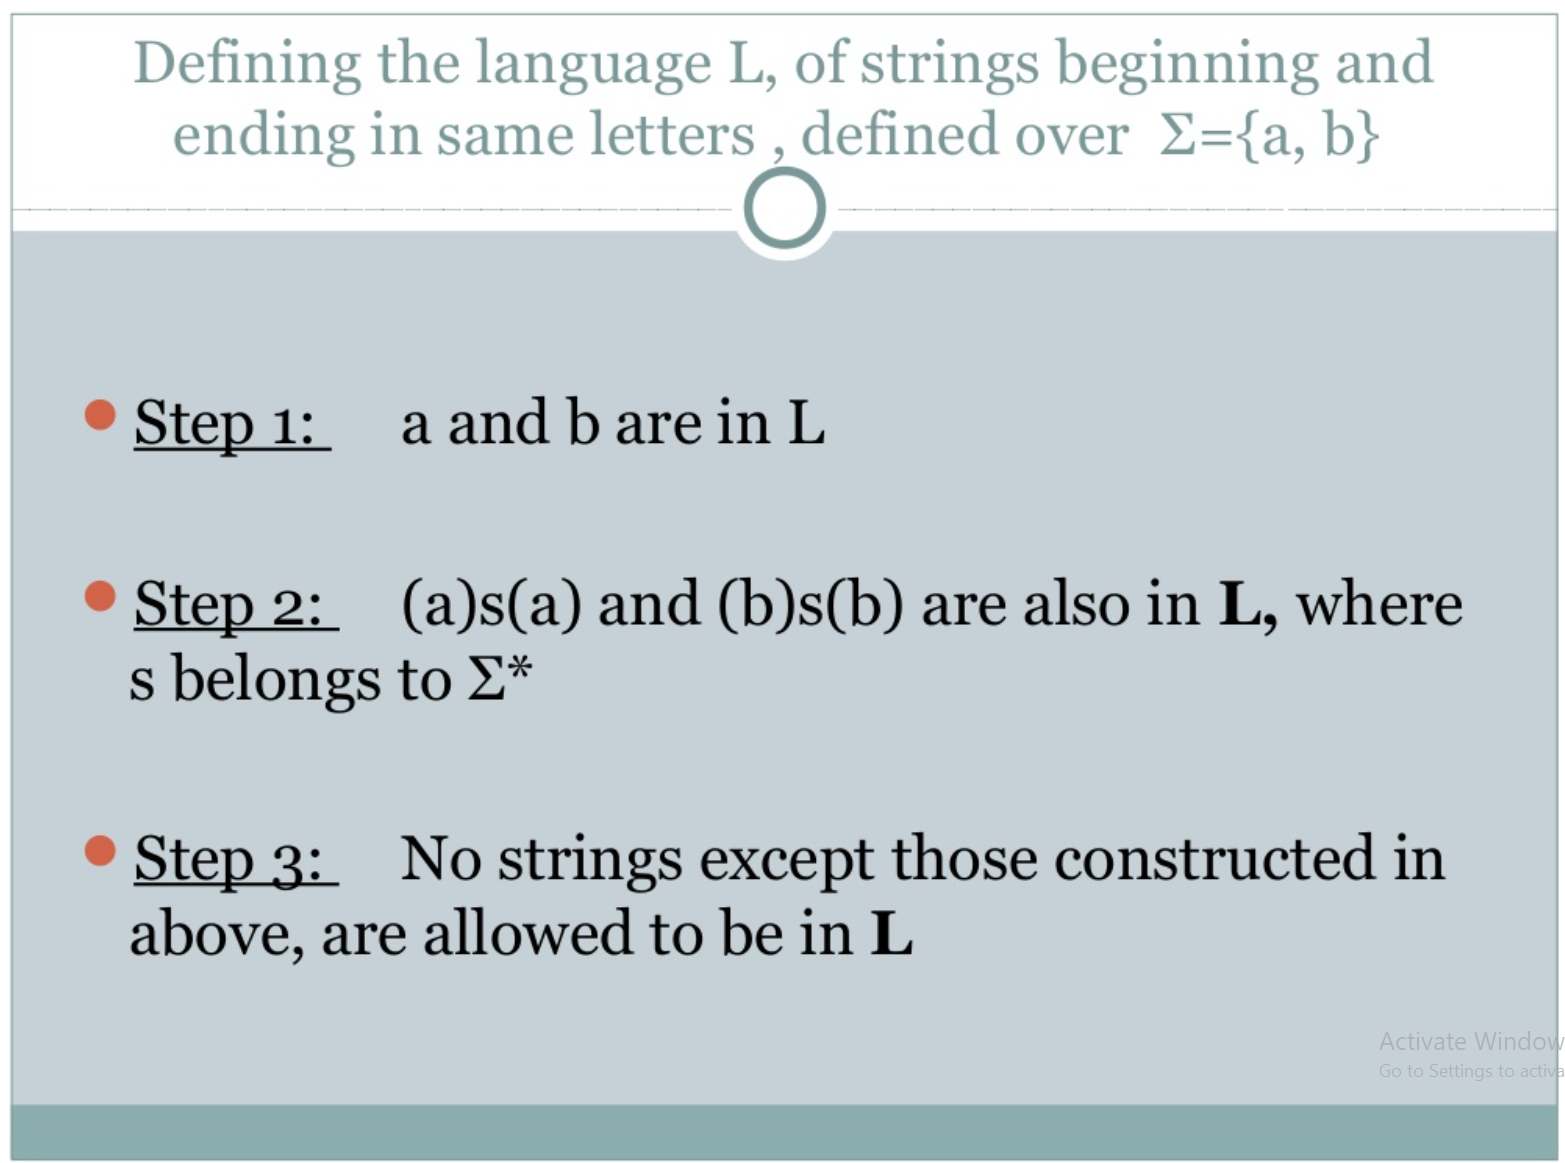 Defining the language L, of strings beginning and
ending in same letters , defined over Σ={a, b}
Step 1: a and b are in L
Step 2: (a)s(a) and (b)s(b) are also in L, where
s belongs to Σ*
Step 3: No strings except those constructed in
above, are allowed to be in L
Activate Window
Go to Settings to activa